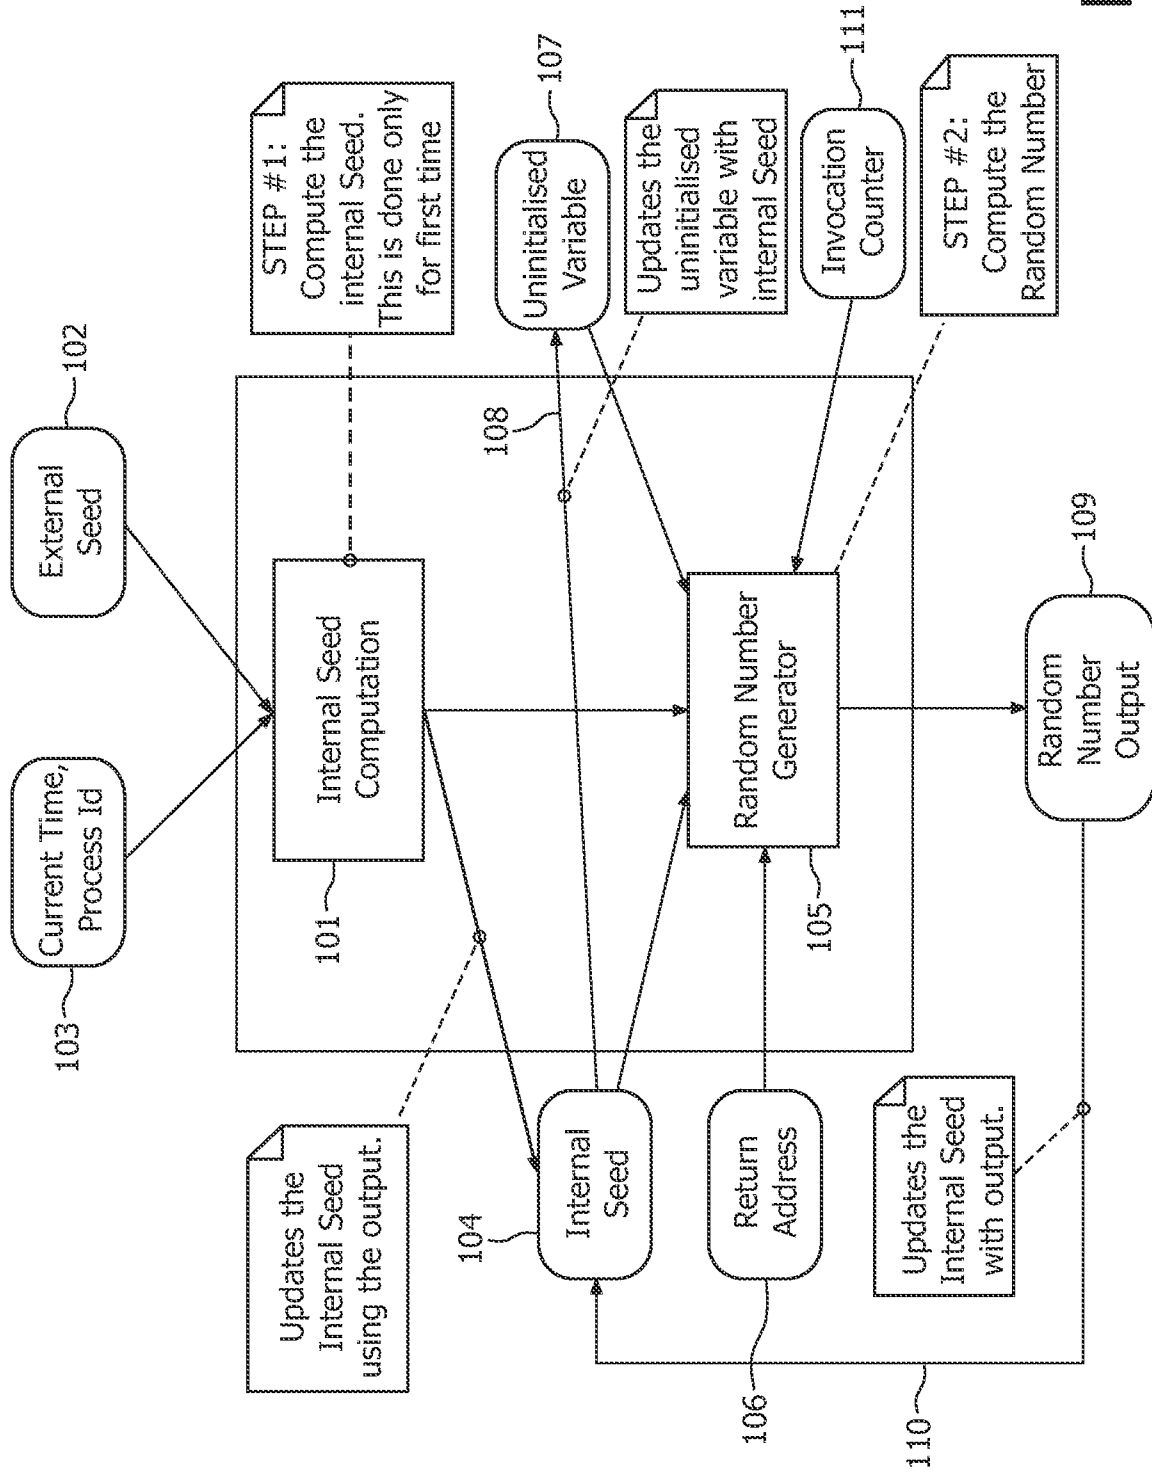 103
Current Time,
Process Id
External
Seed
102
Updates the
Internal Seed
using the output.
101
Internal Seed
Computation
STEP #1:
Compute the
internal Seed.
This is done only
for first time
104
Internal
Seed
108
Uninitialised
Variable
107
Updates the
uninitialised
variable with
internal Seed
106
Return
Address
105
Random Number
Generator
Invocation
Counter
111
STEP #2:
Compute the
Random Number
Updates the
Internal Seed
with output.
110
Random
Number
Output
109